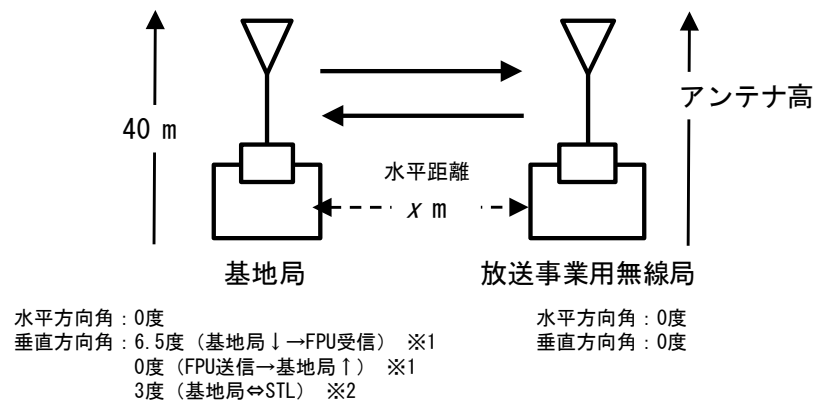 アンテナ高
40 m
水平距離
x m
基地局
放送事業用無線局
水平方向角：0度
垂直方向角：6.5度（基地局↓→FPU受信） ※1
0度（FPU送信→基地局↑） ※1
3度（基地局⇔STL） ※2
水平方向角：0度
垂直方向角：0度